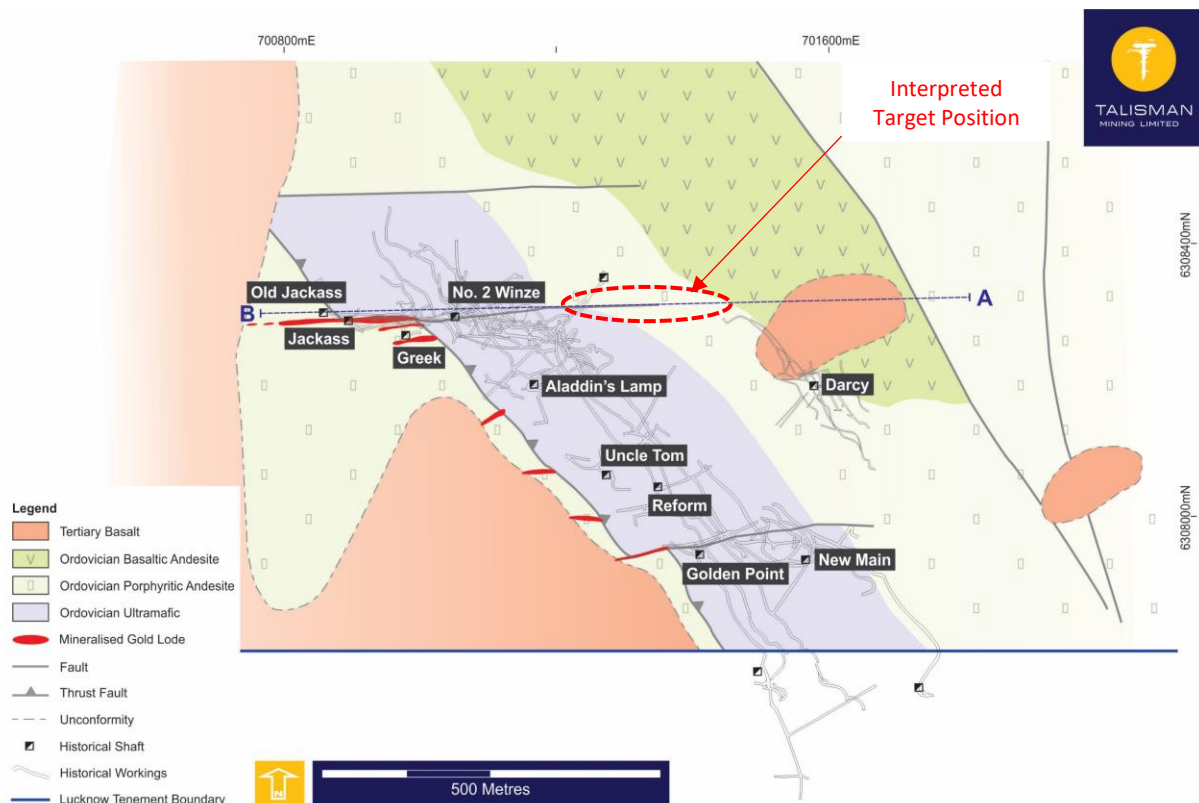 700800mE
701600mE
TALISMAN
MINING LIMITED
Interpreted
Target Position
6308400mN
Old Jackass
No. 2 Winze
B
A
Jackass
Greek
Aladdin's Lamp
Darcy
Uncle Tom
Reform
6308000mN
Golden Point
New Main
Legend
Tertiary Basalt
Ordovician Basaltic Andesite
Ordovician Porphyritic Andesite
Ordovician Ultramafic
Mineralised Gold Lode
Fault
Thrust Fault
Unconformity
Historical Shaft
Historical Workings
Lucknow Tenement Boundary
N
500 Metres